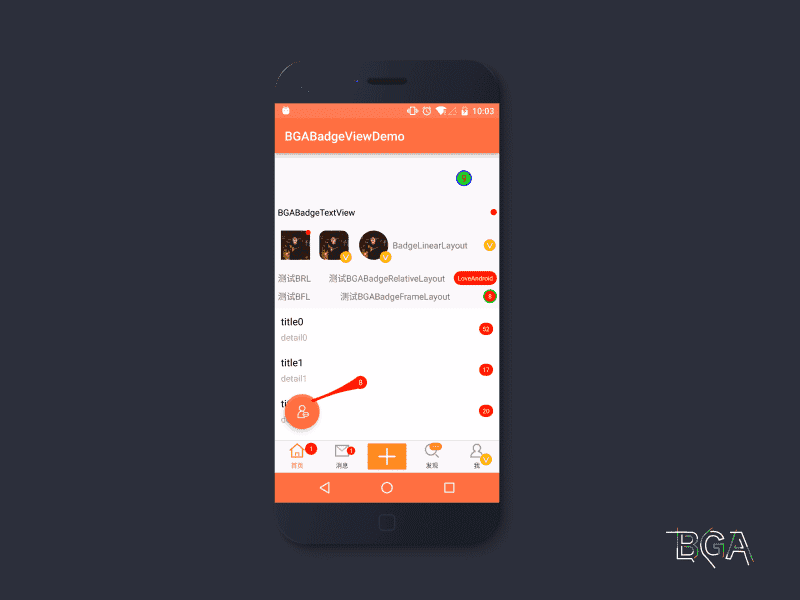 10:03
BGABadgeViewDemo
9
BGABadgeTextView
BadgeLinearLayout
V
V
V
测试BRL 测试BGABadgeRelativeLayout LoveAndroid
测试BFL 测试BGABadgeFrameLayout 8
title0
detail0
52
title1
detail1
17
8
20
1
1
首页 消息 发现 我
V
BGA